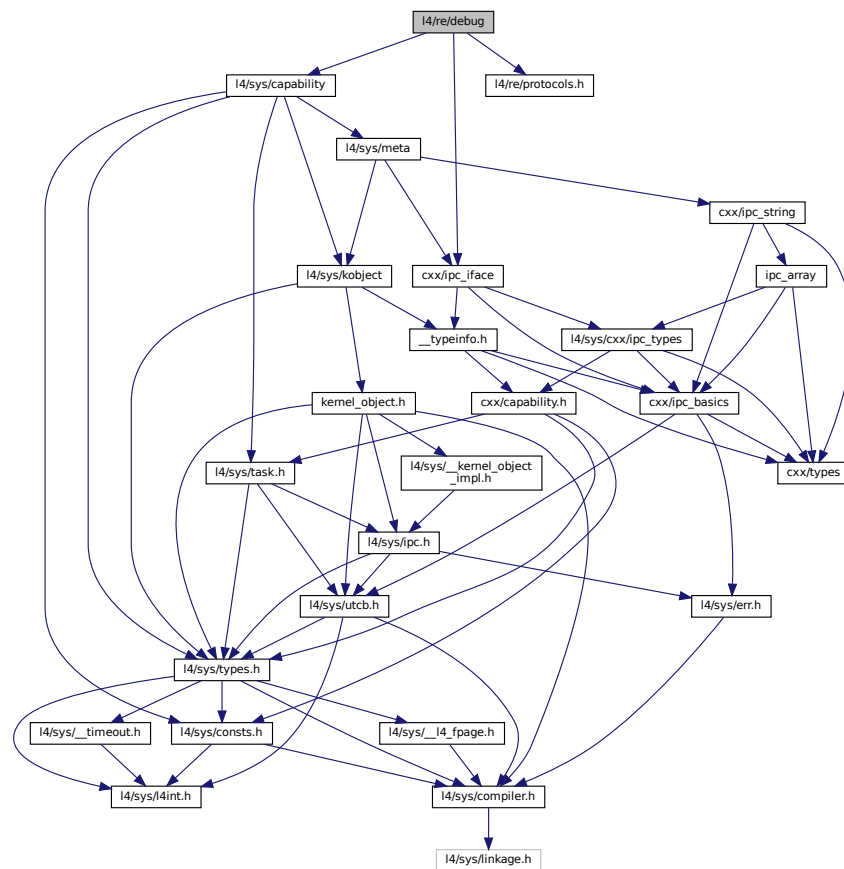 l4/re/debug
l4/sys/capability
l4/re/protocols.h
l4/sys/meta
cxx/ipc_string
l4/sys/kobject
cxx/ipc_iface
ipc_array
__typeinfo.h
l4/sys/cxx/ipc_types
kernel_object.h
cxx/capability.h
cxx/ipc_basics
l4/sys/task.h
l4/sys/__kernel_object
_impl.h
cxx/types
l4/sys/ipc.h
l4/sys/utcb.h
l4/sys/err.h
l4/sys/types.h
l4/sys/__timeout.h
l4/sys/consts.h
l4/sys/__l4_fpage.h
l4/sys/l4int.h
l4/sys/compiler.h
l4/sys/linkage.h